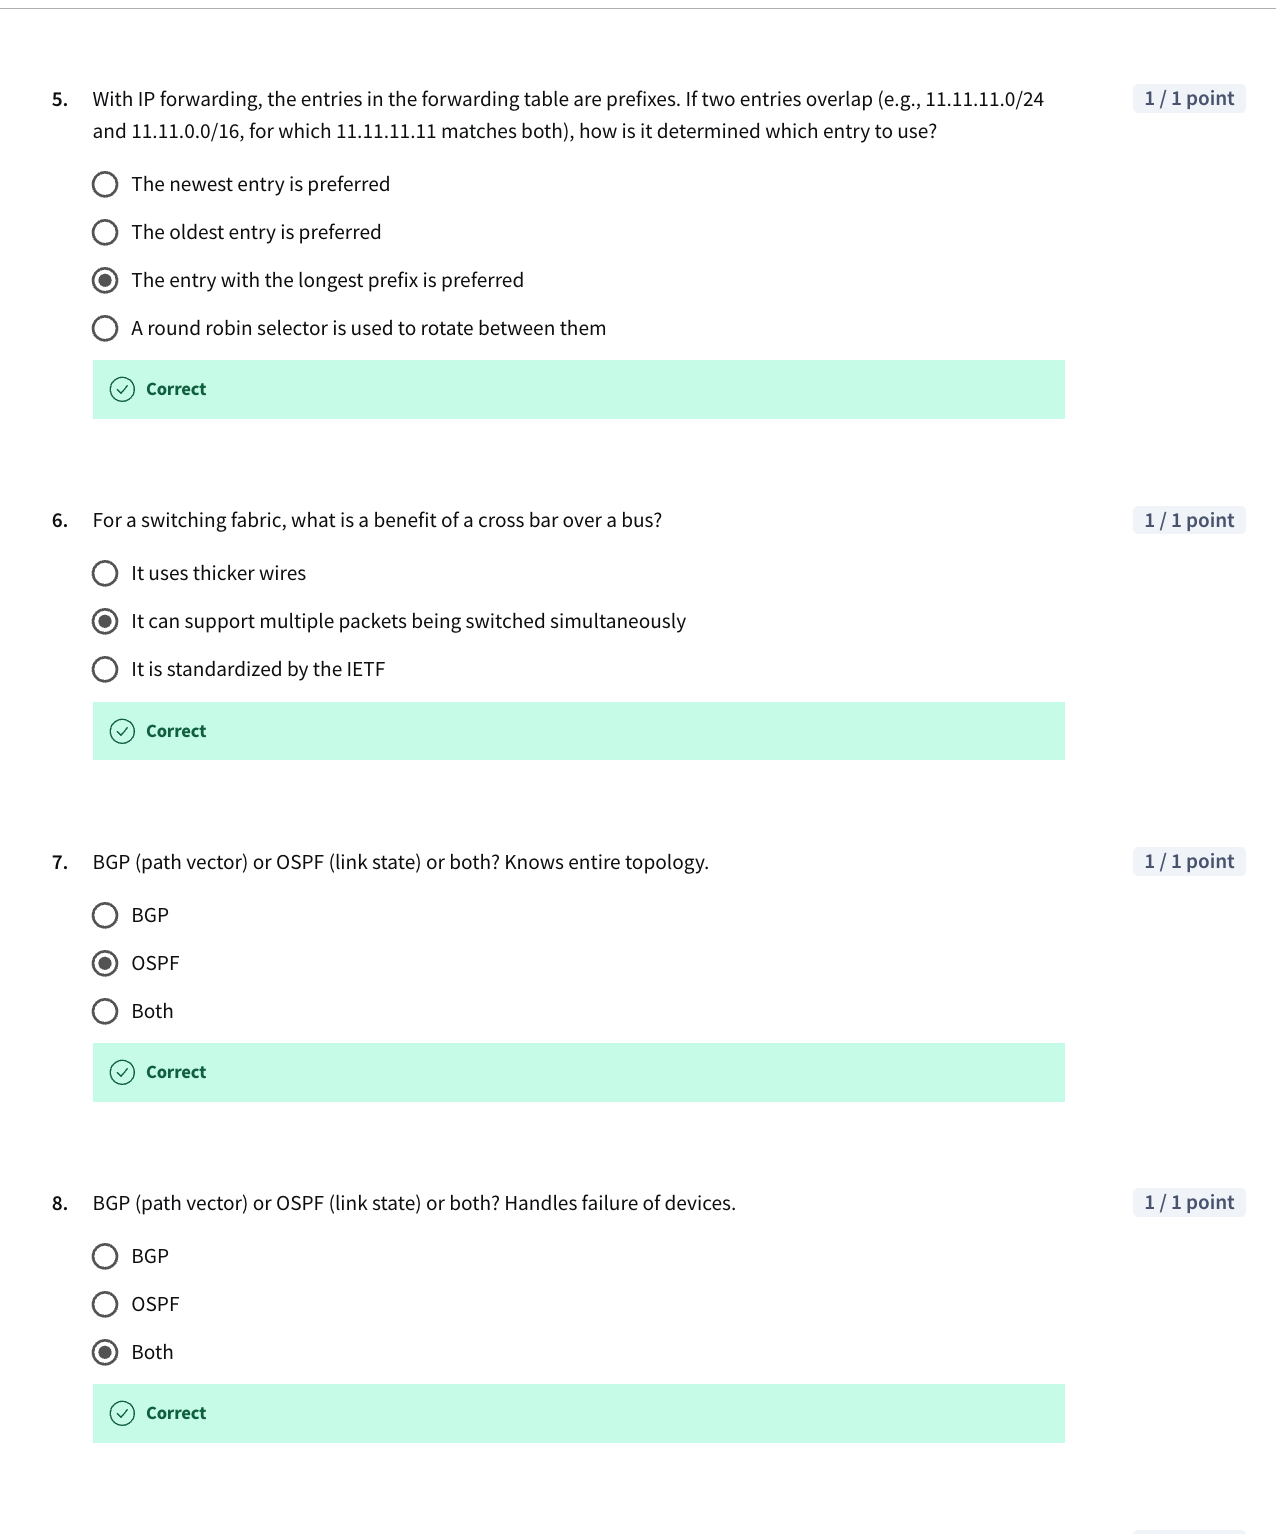 5. With IP forwarding, the entries in the forwarding table are prefixes. If two entries overlap (e.g., 11.11.11.0/24 1 / 1 point
and 11.11.0.0/16, for which 11.11.11.11 matches both), how is it determined which entry to use?
The newest entry is preferred
The oldest entry is preferred
The entry with the longest prefix is preferred
A round robin selector is used to rotate between them
Correct
6. For a switching fabric, what is a benefit of a cross bar over a bus? 1 / 1 point
It uses thicker wires
It can support multiple packets being switched simultaneously
It is standardized by the IETF
Correct
7. BGP (path vector) or OSPF (link state) or both? Knows entire topology. 1 / 1 point
BGP
OSPF
Both
Correct
8. BGP (path vector) or OSPF (link state) or both? Handles failure of devices. 1 / 1 point
BGP
OSPF
Both
Correct